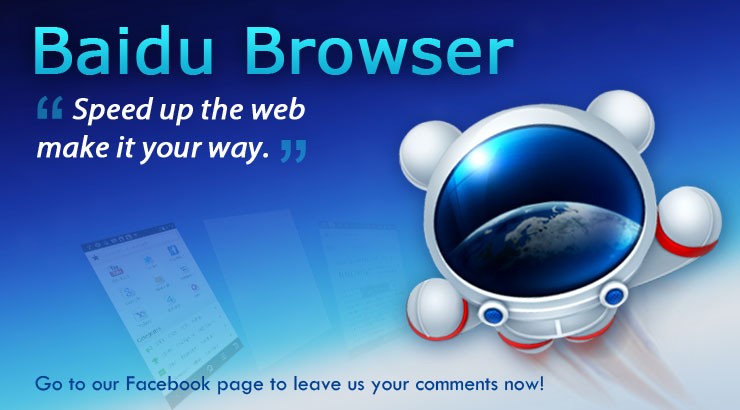 Baidu Browser
“ Speed up the web
make it your way. ”
Go to our Facebook page to leave us your comments now!